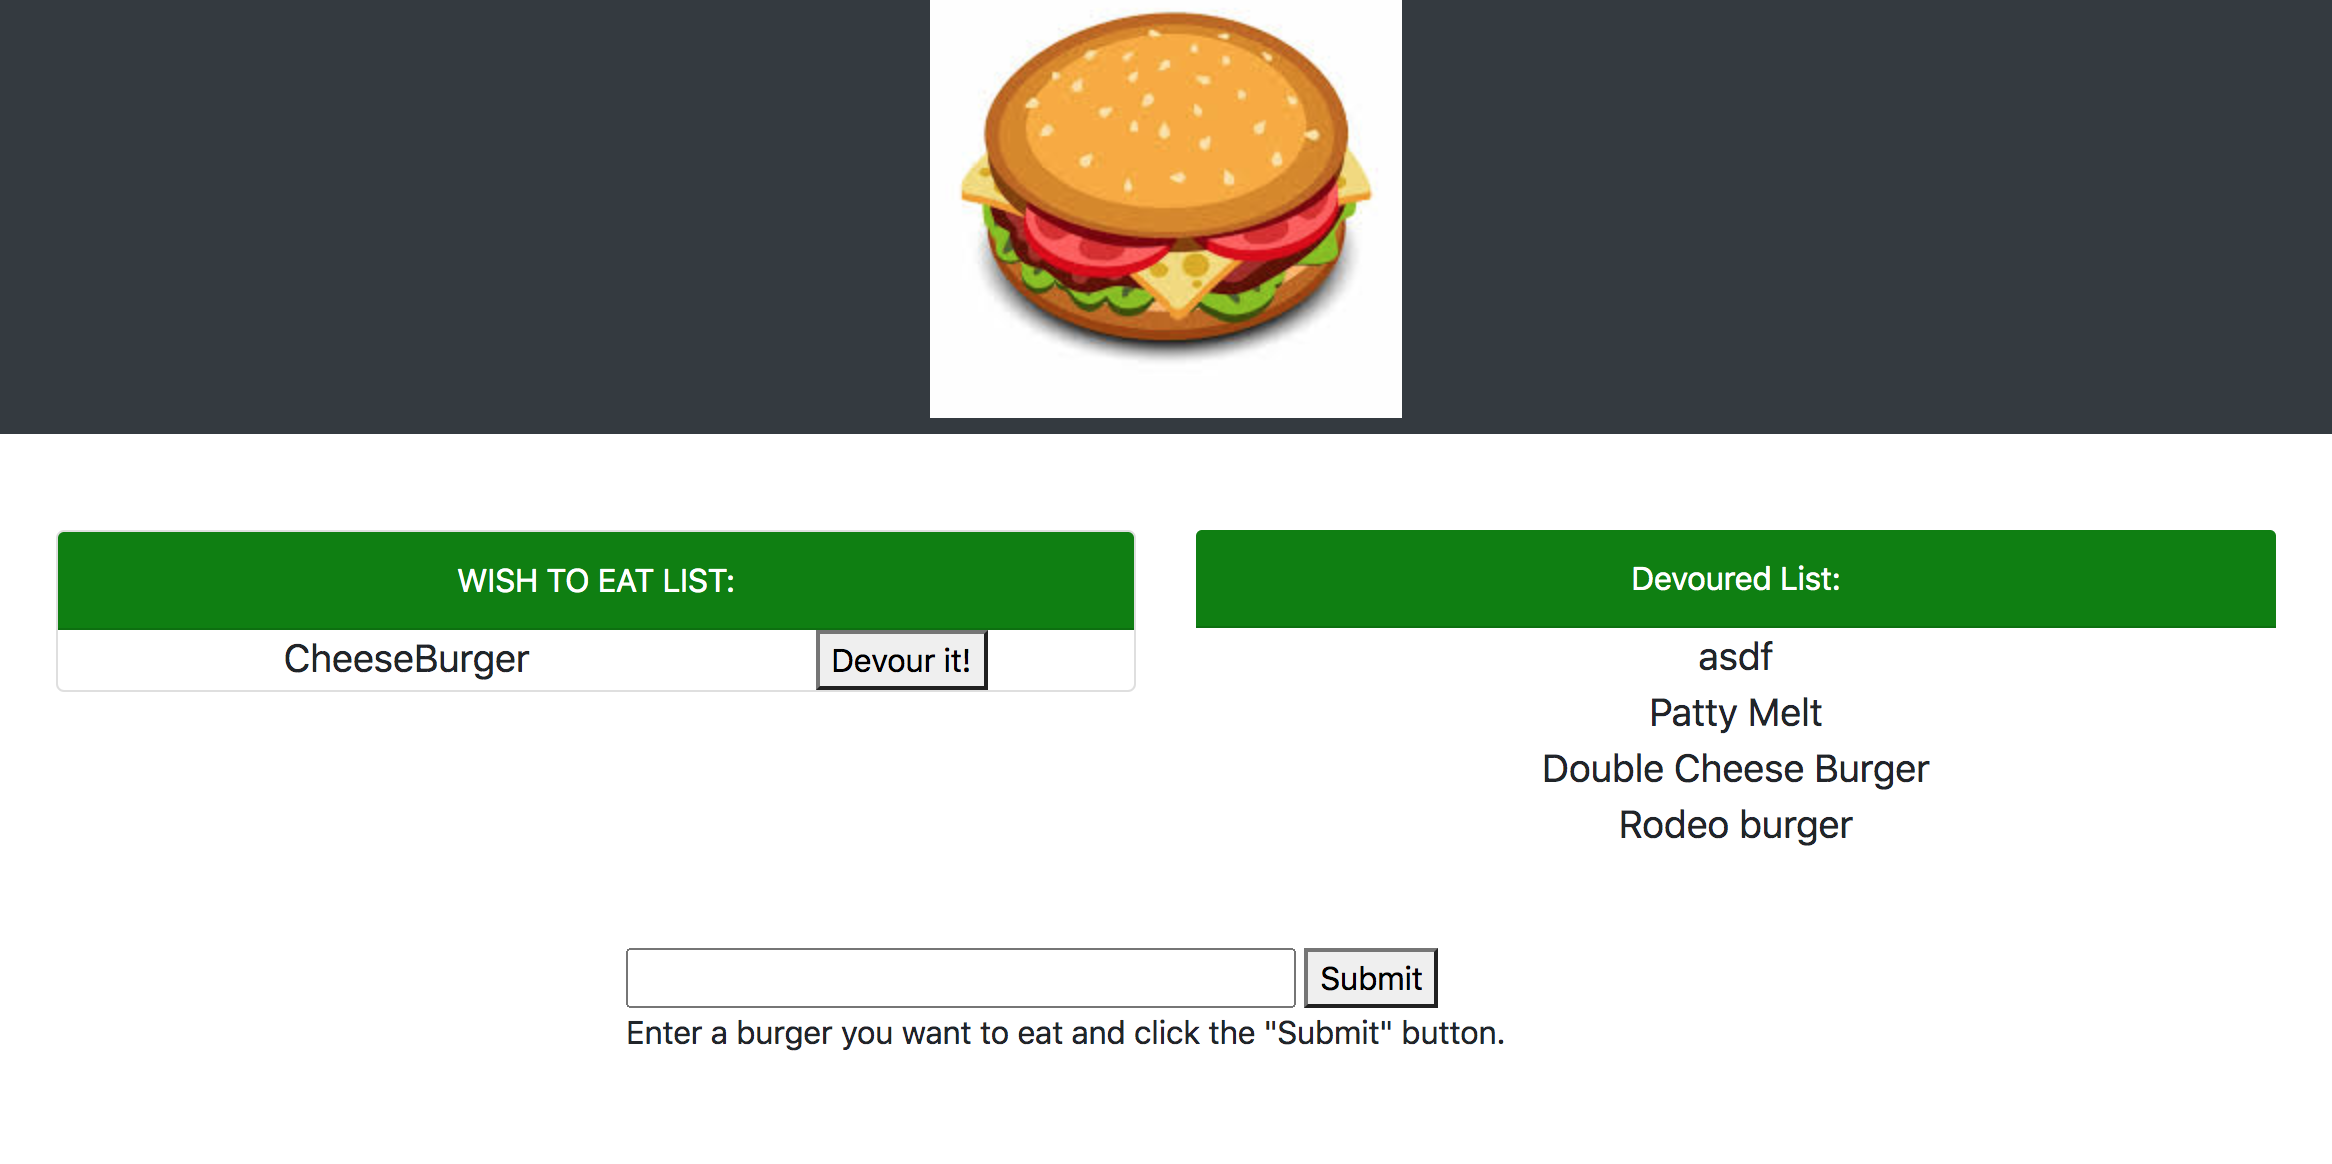 WISH TO EAT LIST:
CheeseBurger
Devour it!
Devoured List:
asdf
Patty Melt
Double Cheese Burger
Rodeo burger
Submit
Enter a burger you want to eat and click the "Submit" button.